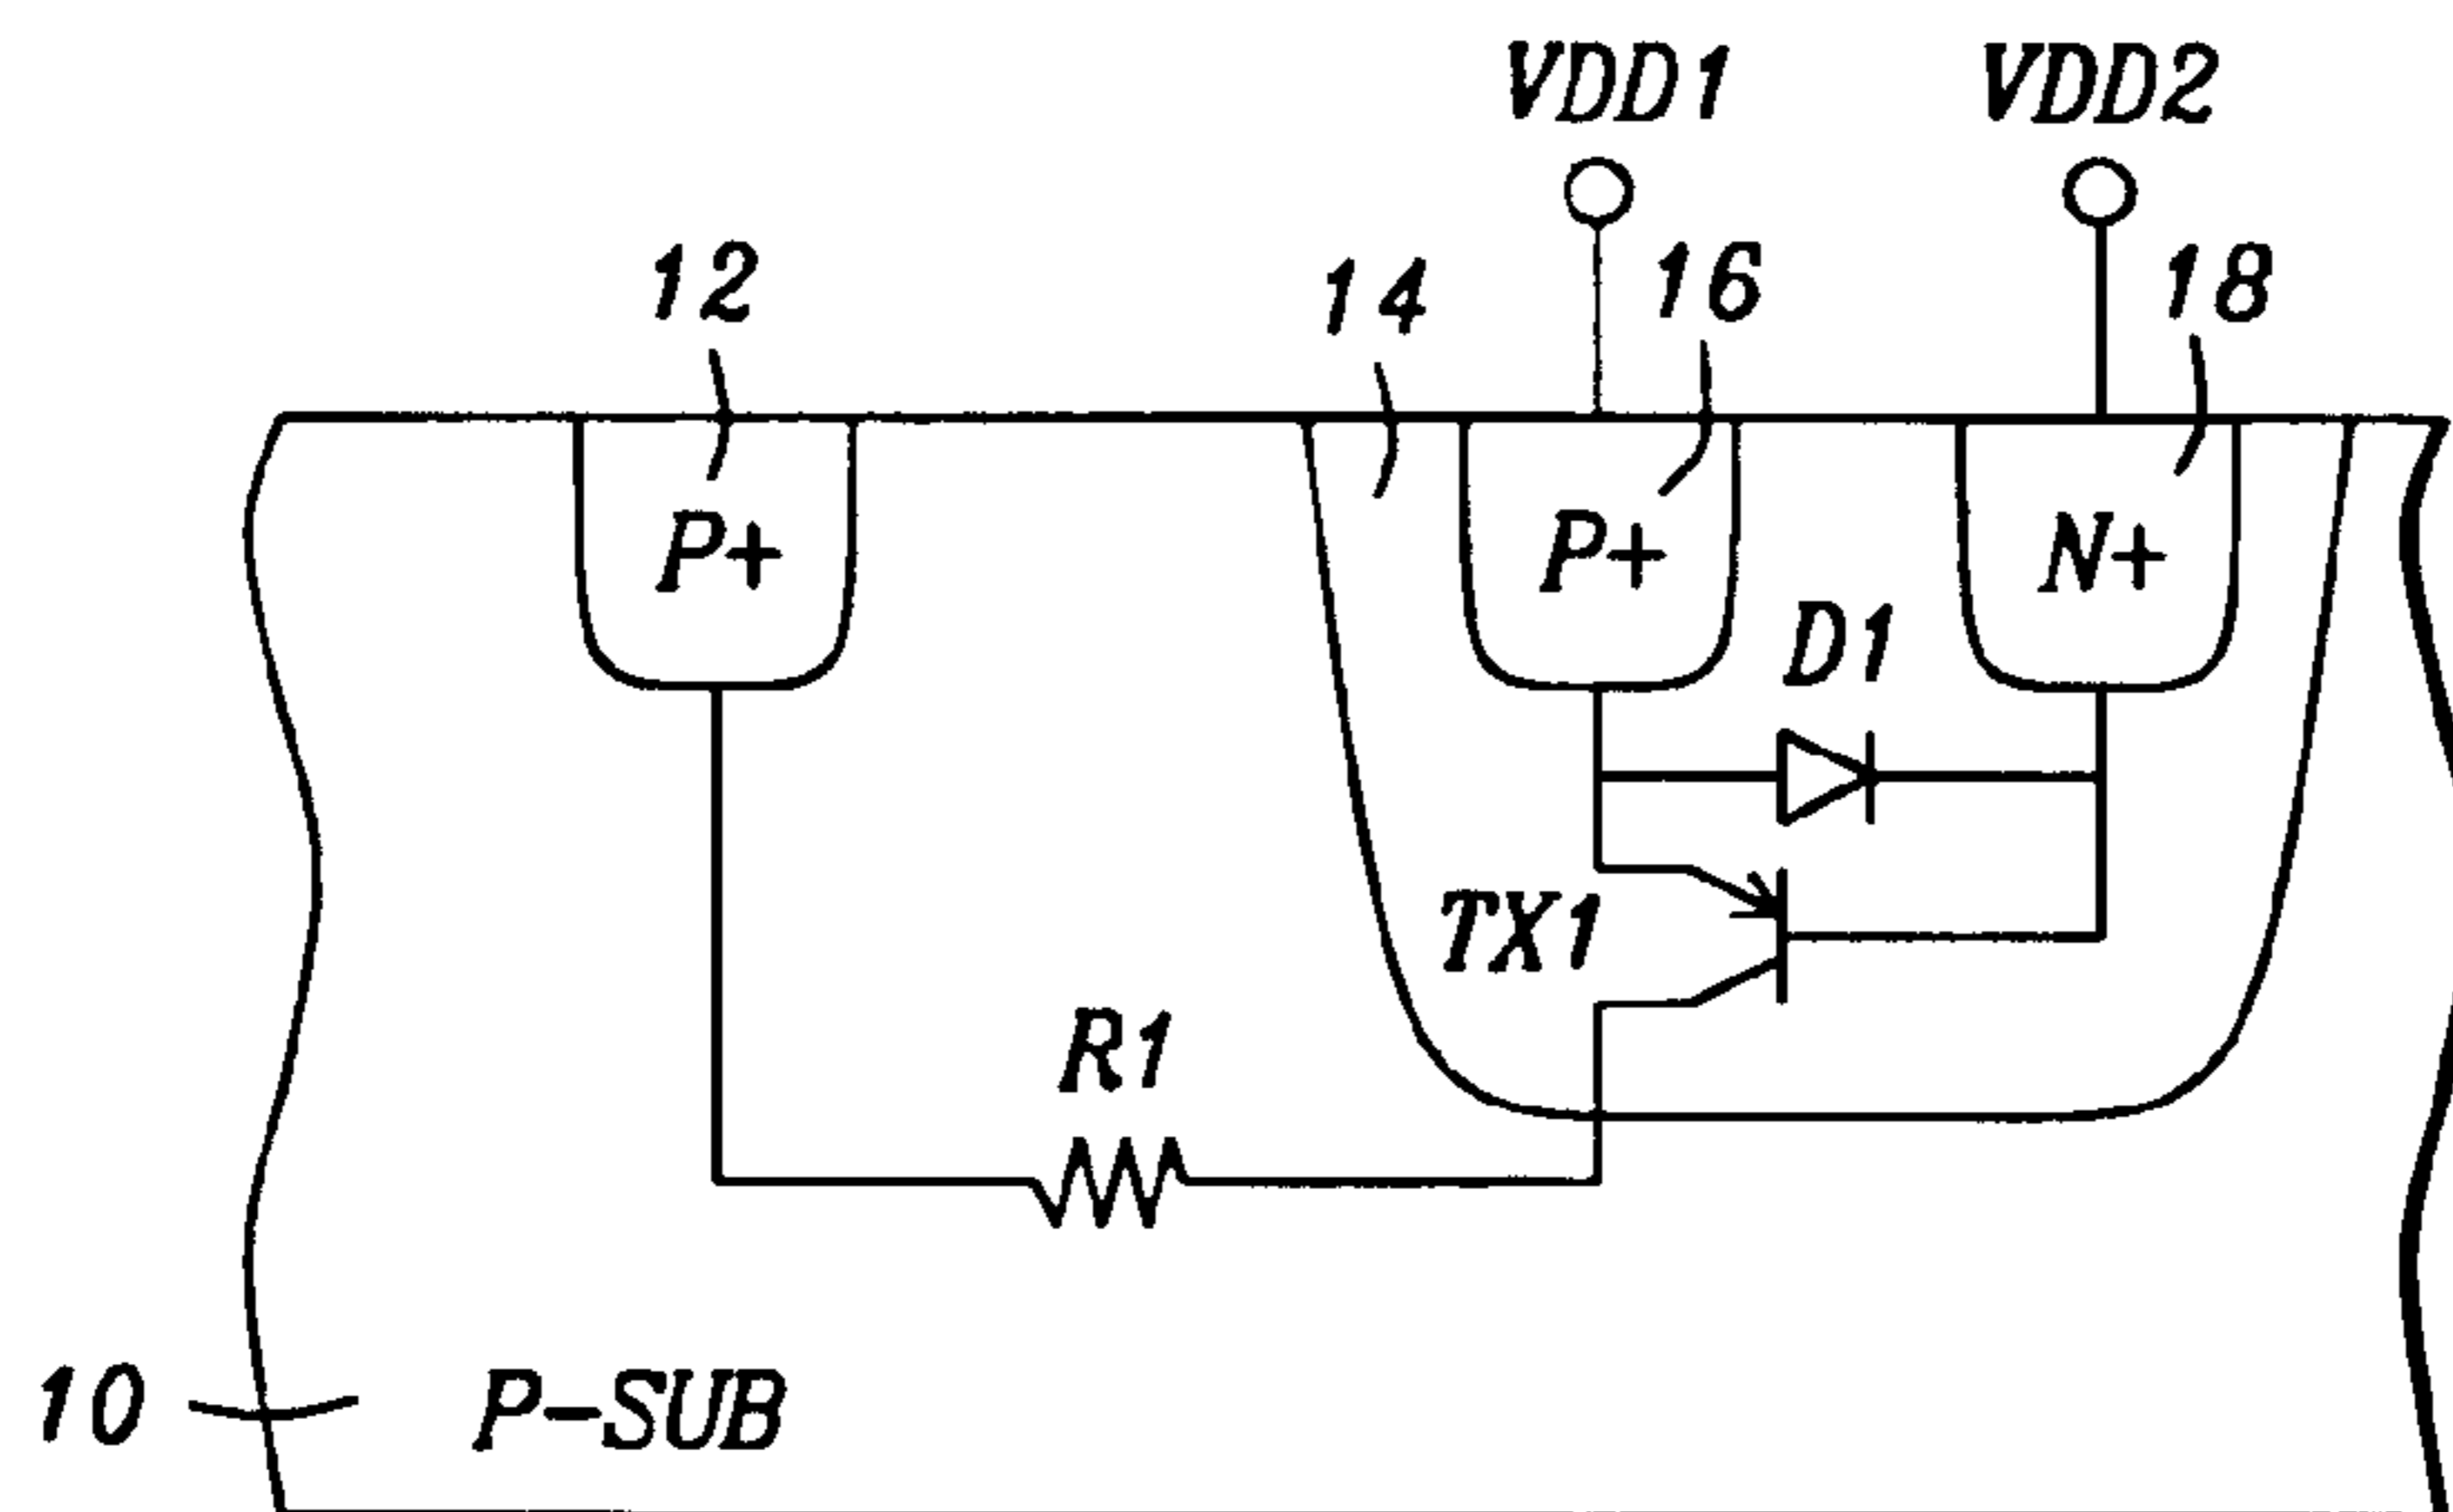 VDD1 VDD2
12 14 16 18
P+ P+ N+
D1
TX1
R1
10 P-SUB